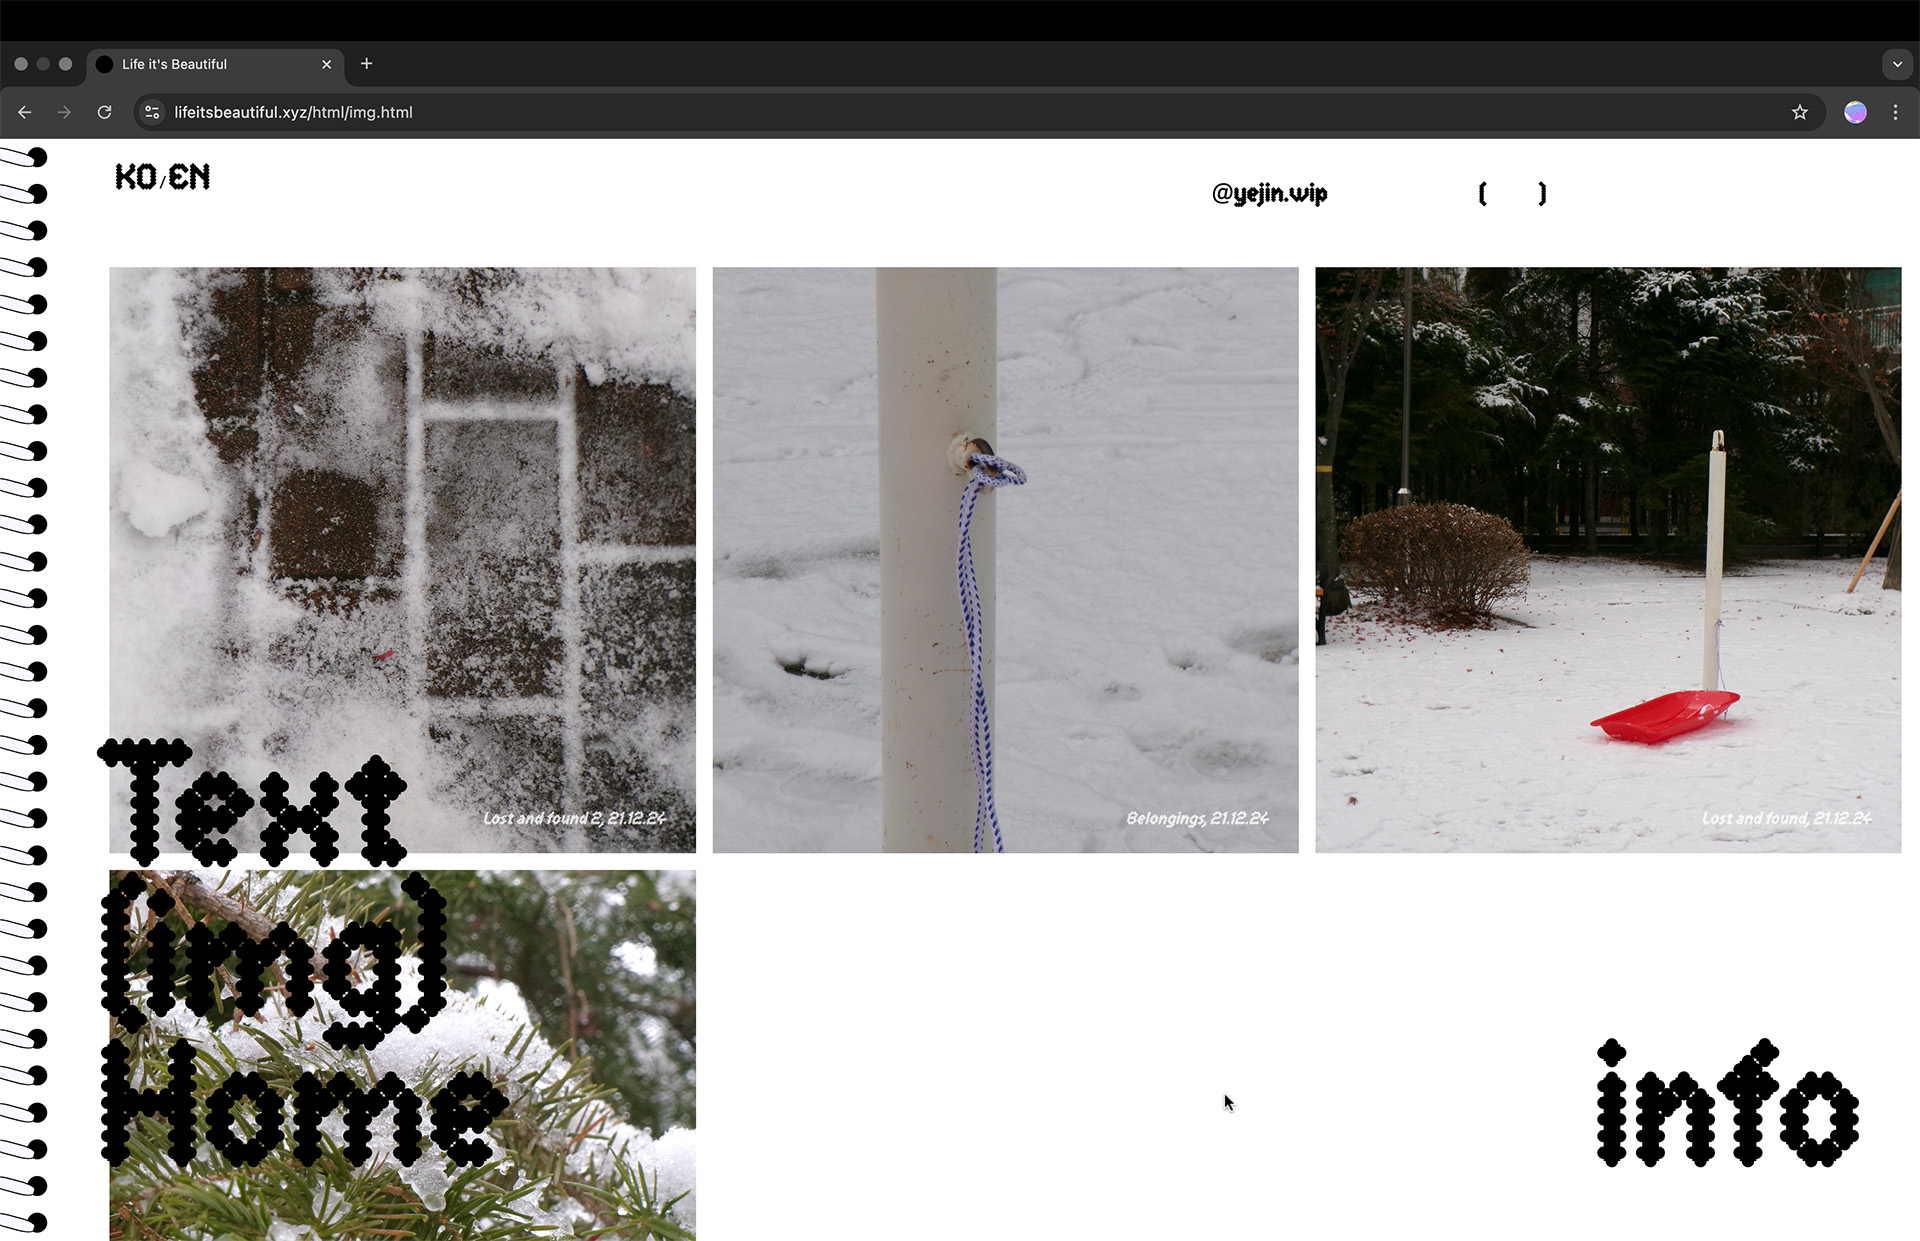 Life it's Beautiful
lifeitsbeautiful.xyz/html/img.html
KO/EN
@yejin.wip
( )
Lost and found 2, 21.12.24
Belongings, 21.12.24
Lost and found, 21.12.24
Text
(img)
Home
info